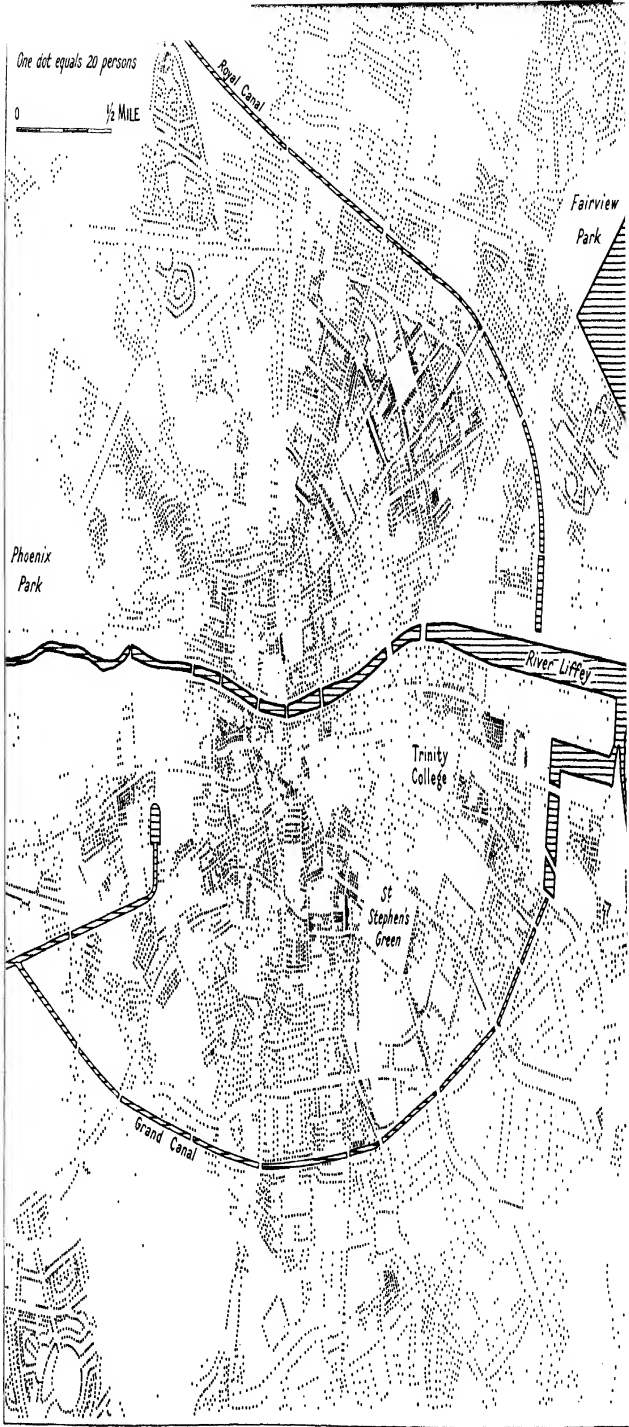 One dot equals 20 persons
0 ½ MILE
Royal Canal
Fairview
Park
Phoenix
Park
River Liffey
Trinity
College
St
Stephen's
Green
Grand Canal